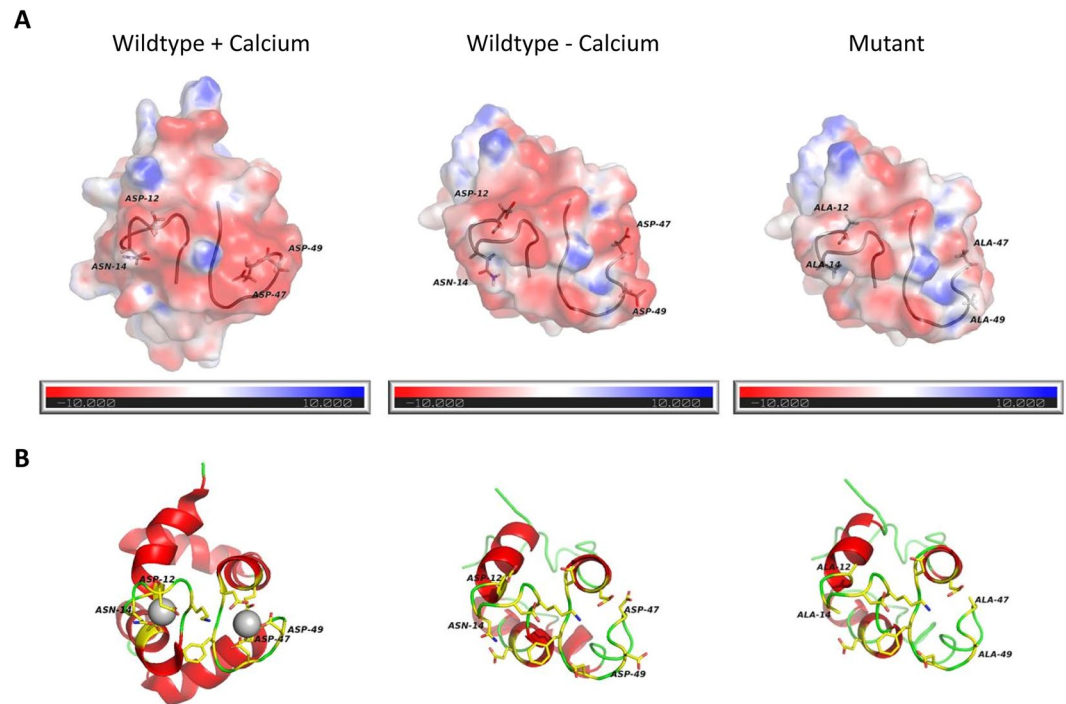 A
Wildtype + Calcium
Wildtype - Calcium
Mutant
ASP-12
ASN-14
ASP-49
ASP-47
ASP-12
ASP-47
ASN-14
ASP-49
ALA-12
ALA-14
ALA-47
ALA-49
-10.000 10.000
-10.000 10.000
-10.000 10.000
B
ASP-12
ASN-14
ASP-49
ASP-47
ASP-12
ASP-47
ASN-14
ASP-49
ALA-12
ALA-14
ALA-47
ALA-49